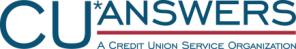 CU*ANSWERS
A CREDIT UNION SERVICE ORGANIZATION